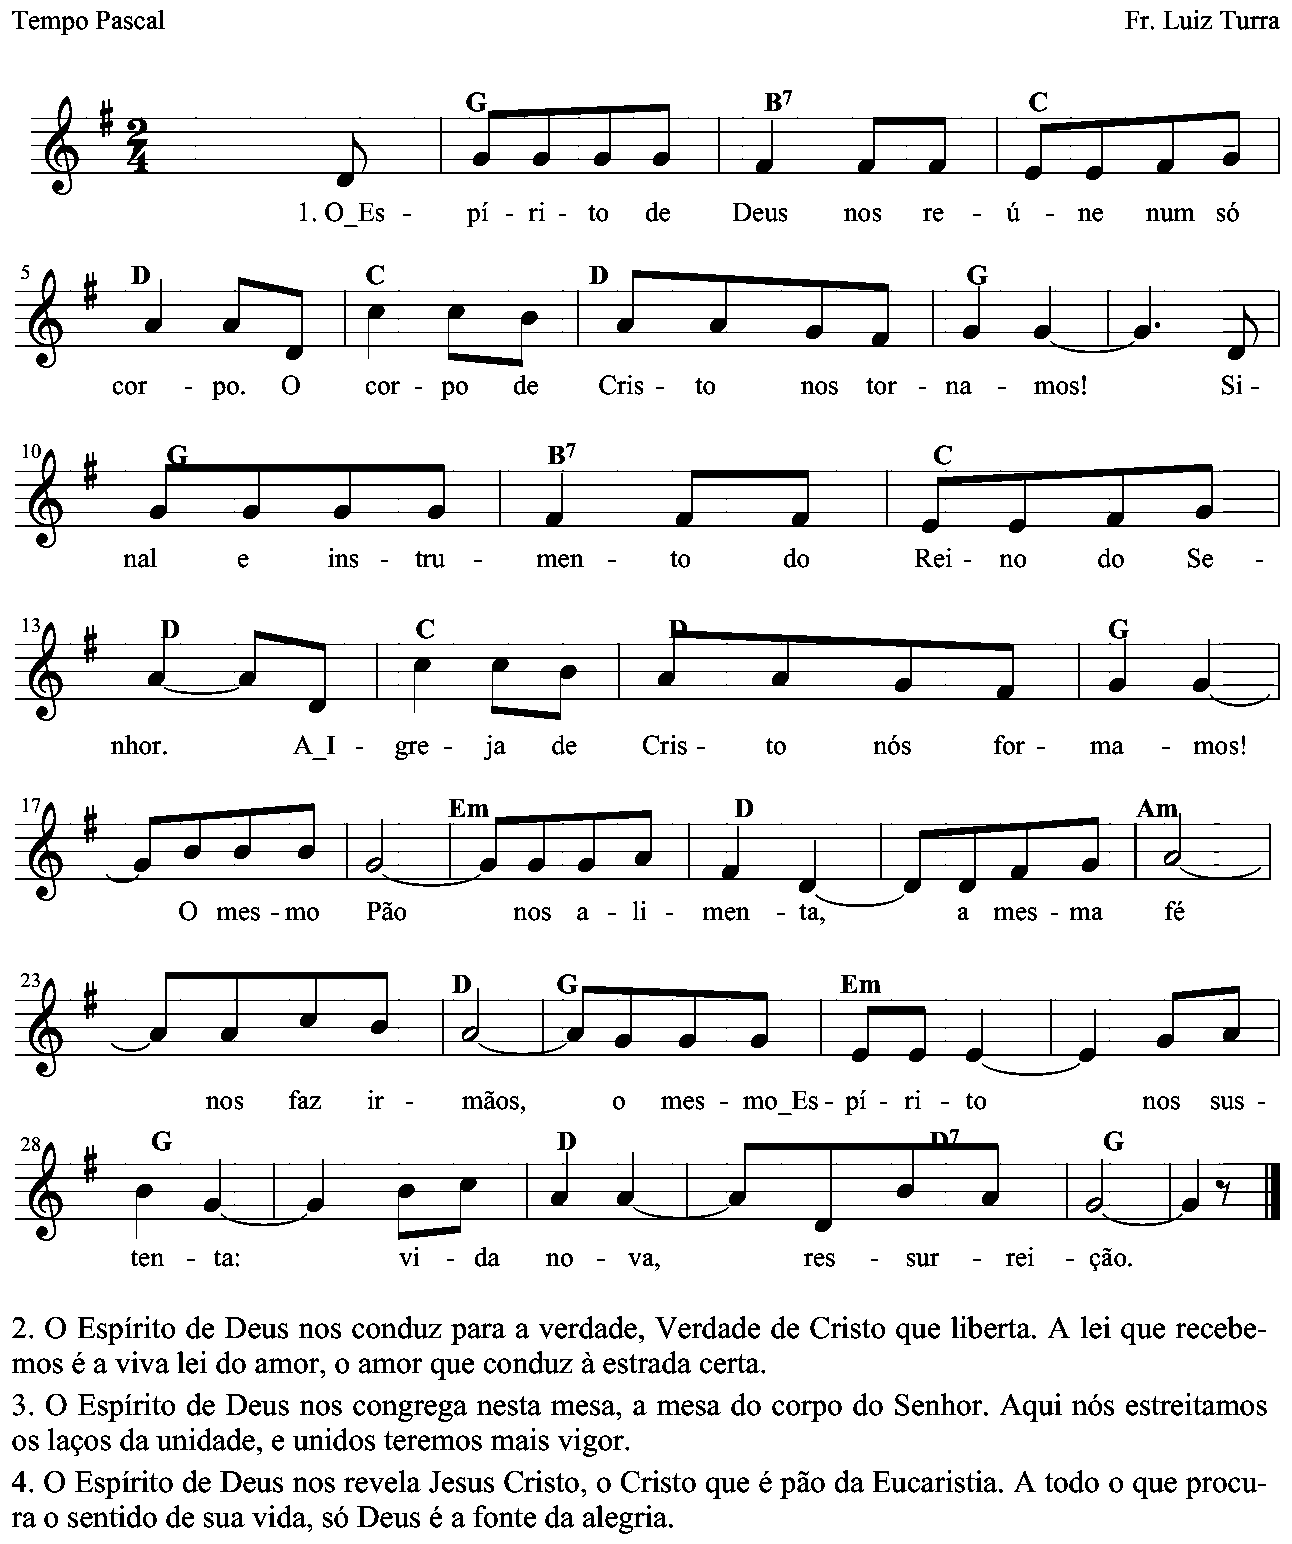 Tempo Pascal Fr. Luiz Turra
G B7 C
2
4
1. O_Es - pí - ri - to de Deus nos re - ú - ne num só
5 D C D G
cor - po. O cor - po de Cris - to nos tor - na - mos! Si -
10 G B7 C
nal e ins - tru - men - to do Rei - no do Se -
13 D C D G
nhor. A_I - gre - ja de Cris - to nós for - ma - mos!
17 Em D Am
O mes - mo Pão nos a - li - men - ta, a mes - ma fé
23 D G Em
nos faz ir - mãos, o mes - mo_Es - pí - ri - to nos sus -
28 G D D7 G
ten - ta: vi - da no - va, res - sur - rei - ção.
2. O Espírito de Deus nos conduz para a verdade, Verdade de Cristo que liberta. A lei que recebe-
mos é a viva lei do amor, o amor que conduz à estrada certa.
3. O Espírito de Deus nos congrega nesta mesa, a mesa do corpo do Senhor. Aqui nós estreitamos
os laços da unidade, e unidos teremos mais vigor.
4. O Espírito de Deus nos revela Jesus Cristo, o Cristo que é pão da Eucaristia. A todo o que procu-
ra o sentido de sua vida, só Deus é a fonte da alegria.